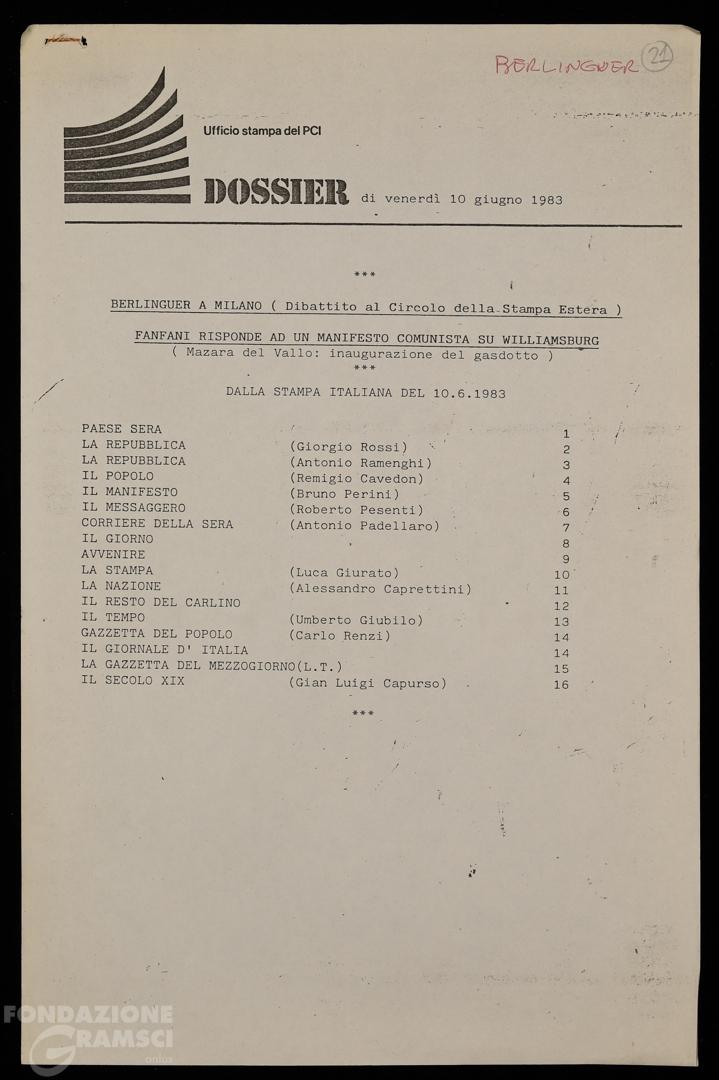 BERLINGUER 21
Ufficio stampa del PCI
DOSSIER di venerdì 10 giugno 1983
***
BERLINGUER A MILANO ( Dibattito al Circolo della Stampa Estera )
FANFANI RISPONDE AD UN MANIFESTO COMUNISTA SU WILLIAMSBURG
( Mazara del Vallo: inaugurazione del gasdotto )
***
DALLA STAMPA ITALIANA DEL 10.6.1983
PAESE SERA 1
LA REPUBBLICA (Giorgio Rossi) 2
LA REPUBBLICA (Antonio Ramenghi) 3
IL POPOLO (Remigio Cavedon) 4
IL MANIFESTO (Bruno Perini) 5
IL MESSAGGERO (Roberto Pesenti) 6
CORRIERE DELLA SERA (Antonio Padellaro) 7
IL GIORNO 8
AVVENIRE 9
LA STAMPA (Luca Giurato) 10
LA NAZIONE (Alessandro Caprettini) 11
IL RESTO DEL CARLINO 12
IL TEMPO (Umberto Giubilo) 13
GAZZETTA DEL POPOLO (Carlo Renzi) 14
IL GIORNALE D' ITALIA 14
LA GAZZETTA DEL MEZZOGIORNO(L.T.) 15
IL SECOLO XIX (Gian Luigi Capurso) 16
***
FONDAZIONE
GRAMSCI
onlus